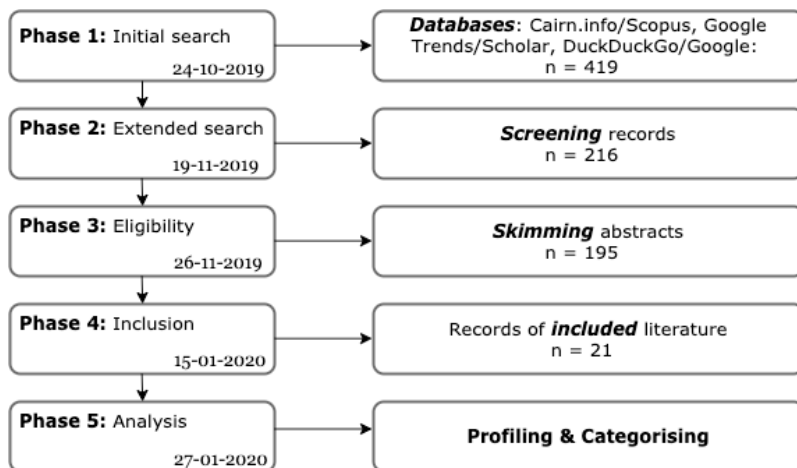 Phase 1: Initial search
24-10-2019
Databases: Cairn.info/Scopus, Google
Trends/Scholar, DuckDuckGo/Google:
n = 419
Phase 2: Extended search
19-11-2019
Screening records
n = 216
Phase 3: Eligibility
26-11-2019
Skimming abstracts
n = 195
Phase 4: Inclusion
15-01-2020
Records of included literature
n = 21
Phase 5: Analysis
27-01-2020
Profiling & Categorising